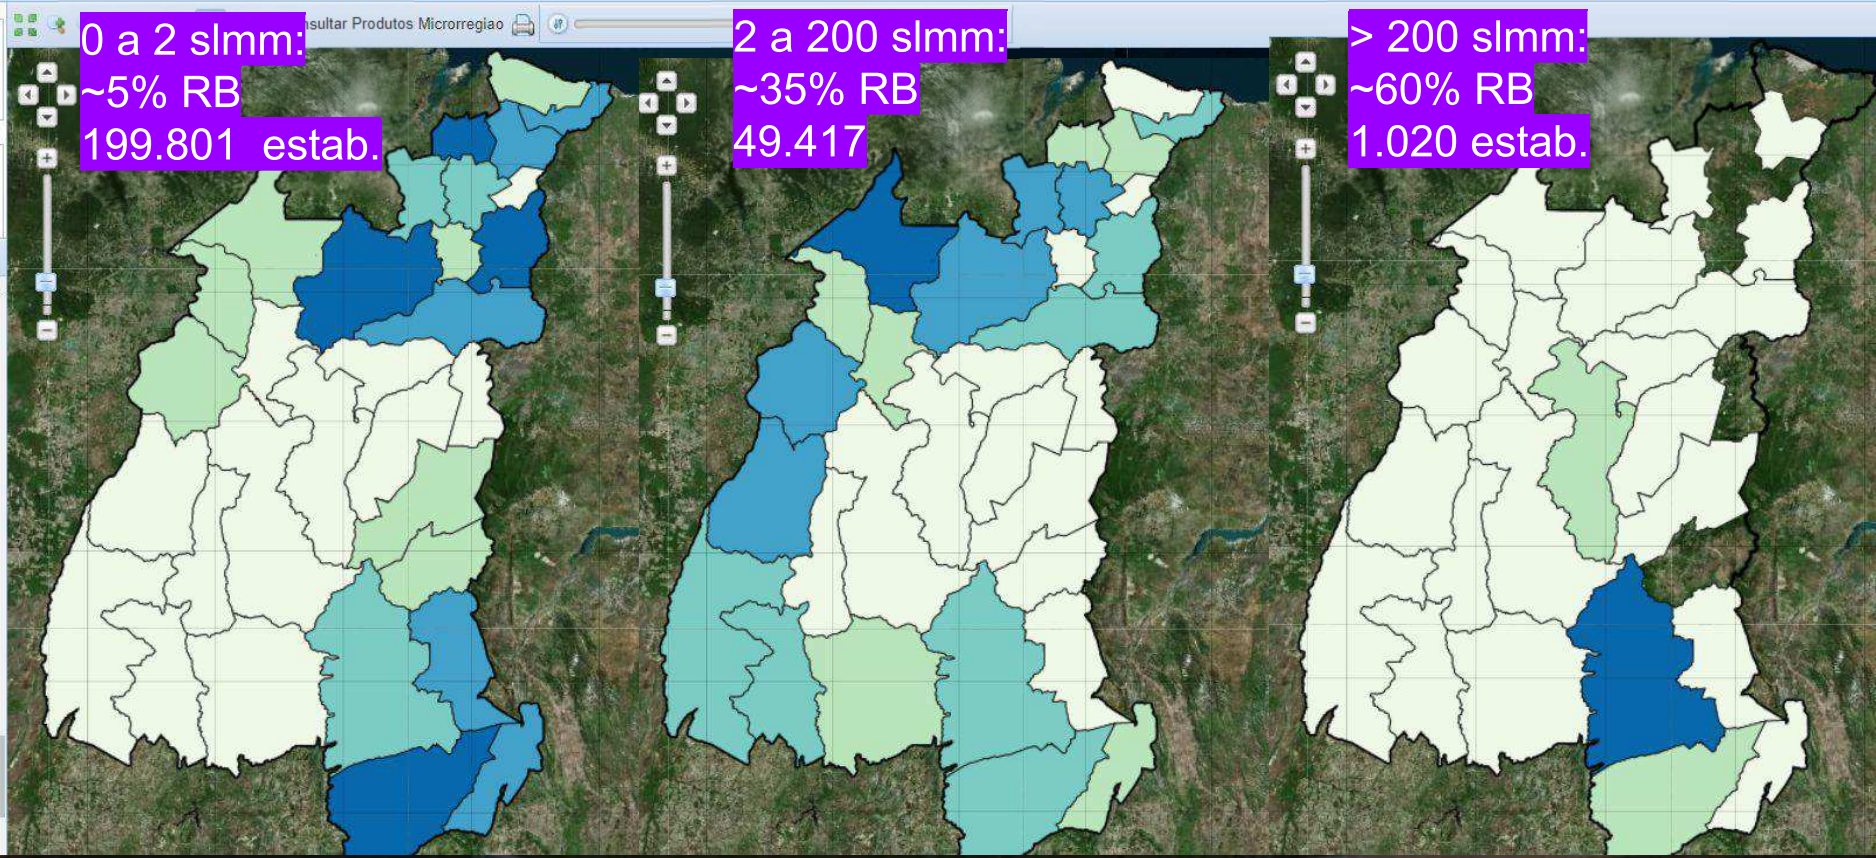 nsultar Produtos Microrregiao
0 a 2 slmm:
~5% RB
199.801 estab.
2 a 200 slmm:
~35% RB
49.417
> 200 slmm:
~60% RB
1.020 estab.